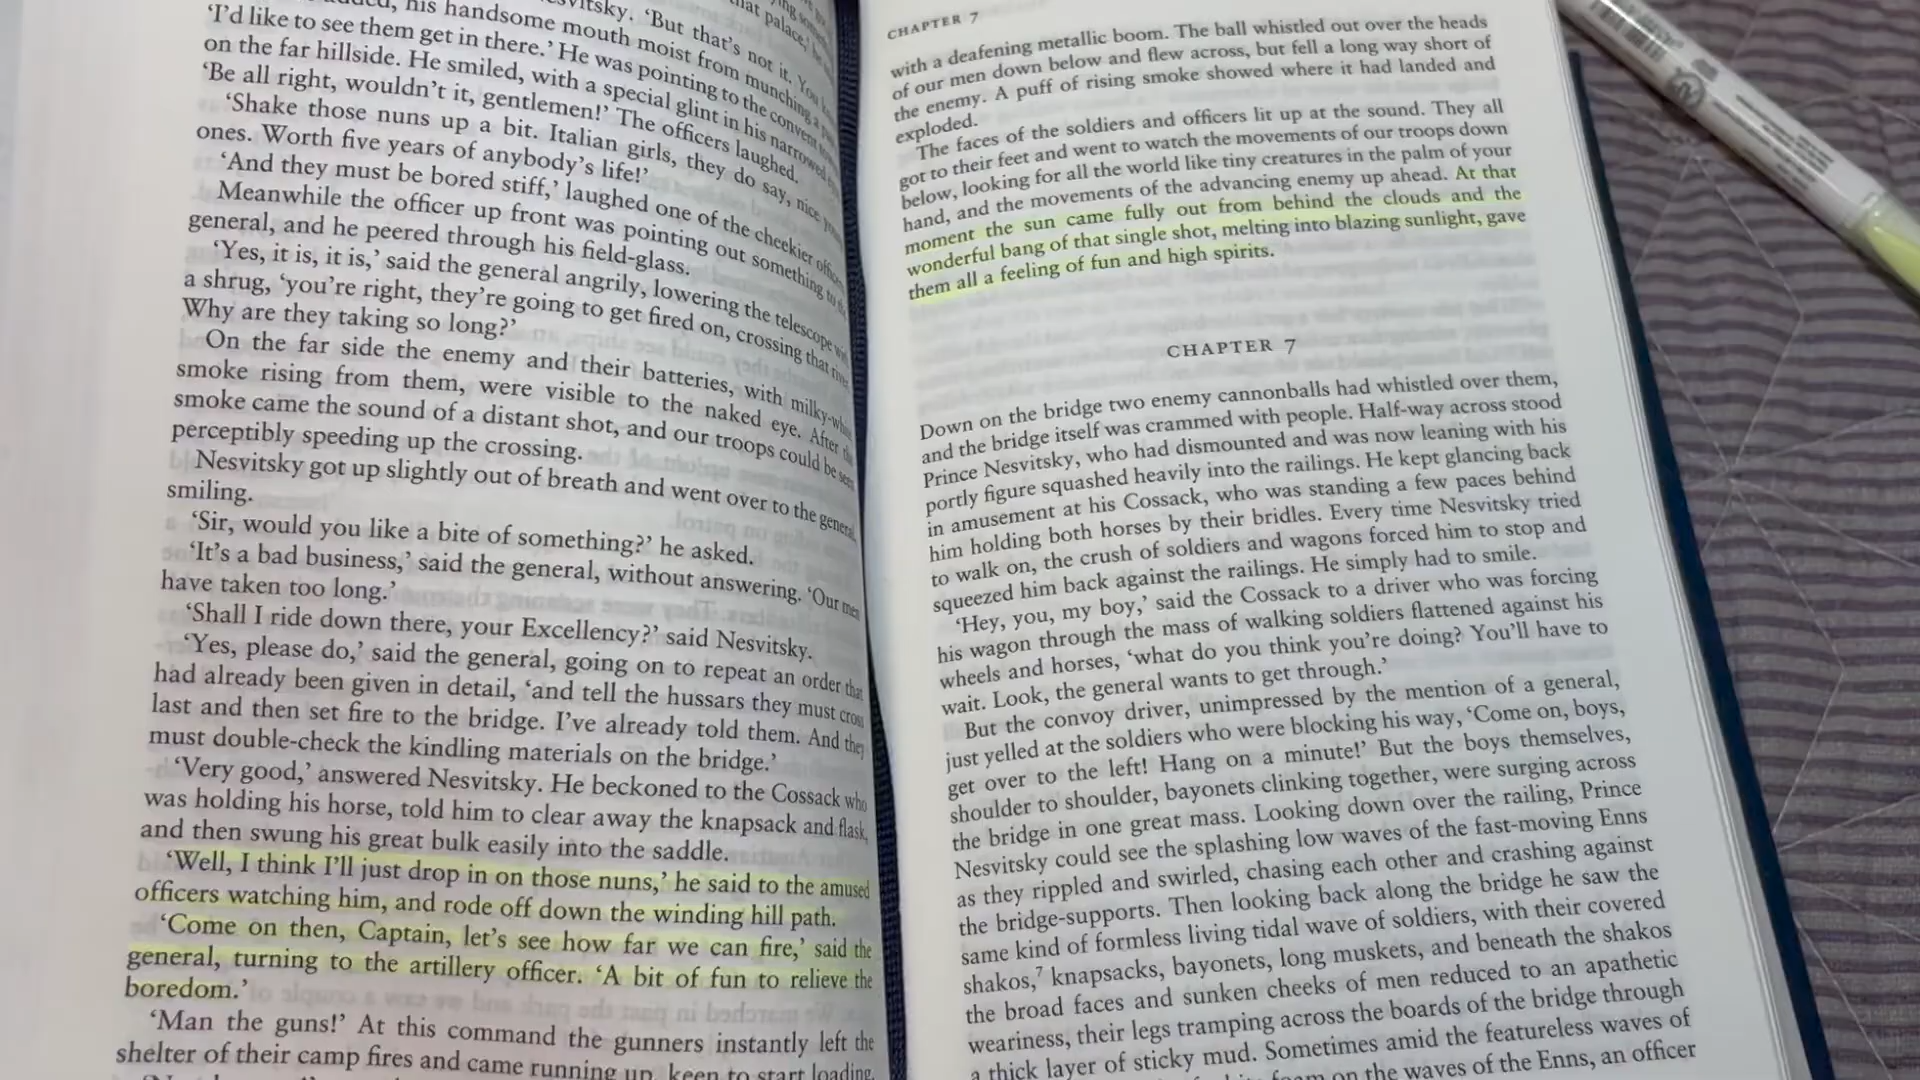 his handsome mouth moist from munching a
‘I’d like to see them get in there.’ He was pointing to the convent
on the far hillside. He smiled, with a special glint in his narrowed
‘Be all right, wouldn’t it, gentlemen!’ The officers laughed.
‘Shake those nuns up a bit. Italian girls, they do say, nice
ones. Worth five years of anybody’s life!’
‘And they must be bored stiff,’ laughed one of the cheekier
Meanwhile the officer up front was pointing out something to the
general, and he peered through his field-glass.
‘Yes, it is, it is,’ said the general angrily, lowering the telescope
a shrug, ‘you’re right, they’re going to get fired on, crossing that
Why are they taking so long?’
On the far side the enemy and their batteries, with
smoke rising from them, were visible to the naked eye. After
smoke came the sound of a distant shot, and our troops could be
perceptibly speeding up the crossing.
Nesvitsky got up slightly out of breath and went over to the general,
smiling.
‘Sir, would you like a bite of something?’ he asked.
‘It’s a bad business,’ said the general, without answering. ‘Our men
have taken too long.’
‘Shall I ride down there, your Excellency?’ said Nesvitsky.
‘Yes, please do,’ said the general, going on to repeat an order that
had already been given in detail, ‘and tell the hussars they must cross
last and then set fire to the bridge. I’ve already told them. And they
must double-check the kindling materials on the bridge.’
‘Very good,’ answered Nesvitsky. He beckoned to the Cossack who
was holding his horse, told him to clear away the knapsack and flask,
and then swung his great bulk easily into the saddle.
‘Well, I think I’ll just drop in on those nuns,’ he said to the amused
officers watching him, and rode off down the winding hill path.
‘Come on then, Captain, let’s see how far we can fire,’ said the
general, turning to the artillery officer. ‘A bit of fun to relieve the
boredom.’
‘Man the guns!’ At this command the gunners instantly left the
shelter of their camp fires and came running up, keen to start loading.
CHAPTER 7
with a deafening metallic boom. The ball whistled out over the heads
of our men down below and flew across, but fell a long way short of
the enemy. A puff of rising smoke showed where it had landed and
exploded.
The faces of the soldiers and officers lit up at the sound. They all
got to their feet and went to watch the movements of our troops down
below, looking for all the world like tiny creatures in the palm of your
hand, and the movements of the advancing enemy up ahead. At that
moment the sun came fully out from behind the clouds and the
wonderful bang of that single shot, melting into blazing sunlight, gave
them all a feeling of fun and high spirits.
CHAPTER 7
Down on the bridge two enemy cannonballs had whistled over them,
and the bridge itself was crammed with people. Half-way across stood
Prince Nesvitsky, who had dismounted and was now leaning with his
portly figure squashed heavily into the railings. He kept glancing back
in amusement at his Cossack, who was standing a few paces behind
him holding both horses by their bridles. Every time Nesvitsky tried
to walk on, the crush of soldiers and wagons forced him to stop and
squeezed him back against the railings. He simply had to smile.
‘Hey, you, my boy,’ said the Cossack to a driver who was forcing
his wagon through the mass of walking soldiers flattened against his
wheels and horses, ‘what do you think you’re doing? You’ll have to
wait. Look, the general wants to get through.’
But the convoy driver, unimpressed by the mention of a general,
just yelled at the soldiers who were blocking his way, ‘Come on, boys,
get over to the left! Hang on a minute!’ But the boys themselves,
shoulder to shoulder, bayonets clinking together, were surging across
the bridge in one great mass. Looking down over the railing, Prince
Nesvitsky could see the splashing low waves of the fast-moving Enns
as they rippled and swirled, chasing each other and crashing against
the bridge-supports. Then looking back along the bridge he saw the
same kind of formless living tidal wave of soldiers, with their covered
shakos,⁷ knapsacks, bayonets, long muskets, and beneath the shakos
the broad faces and sunken cheeks of men reduced to an apathetic
weariness, their legs tramping across the boards of the bridge through
a thick layer of sticky mud. Sometimes amid the featureless waves of
on the waves of the Enns, an officer